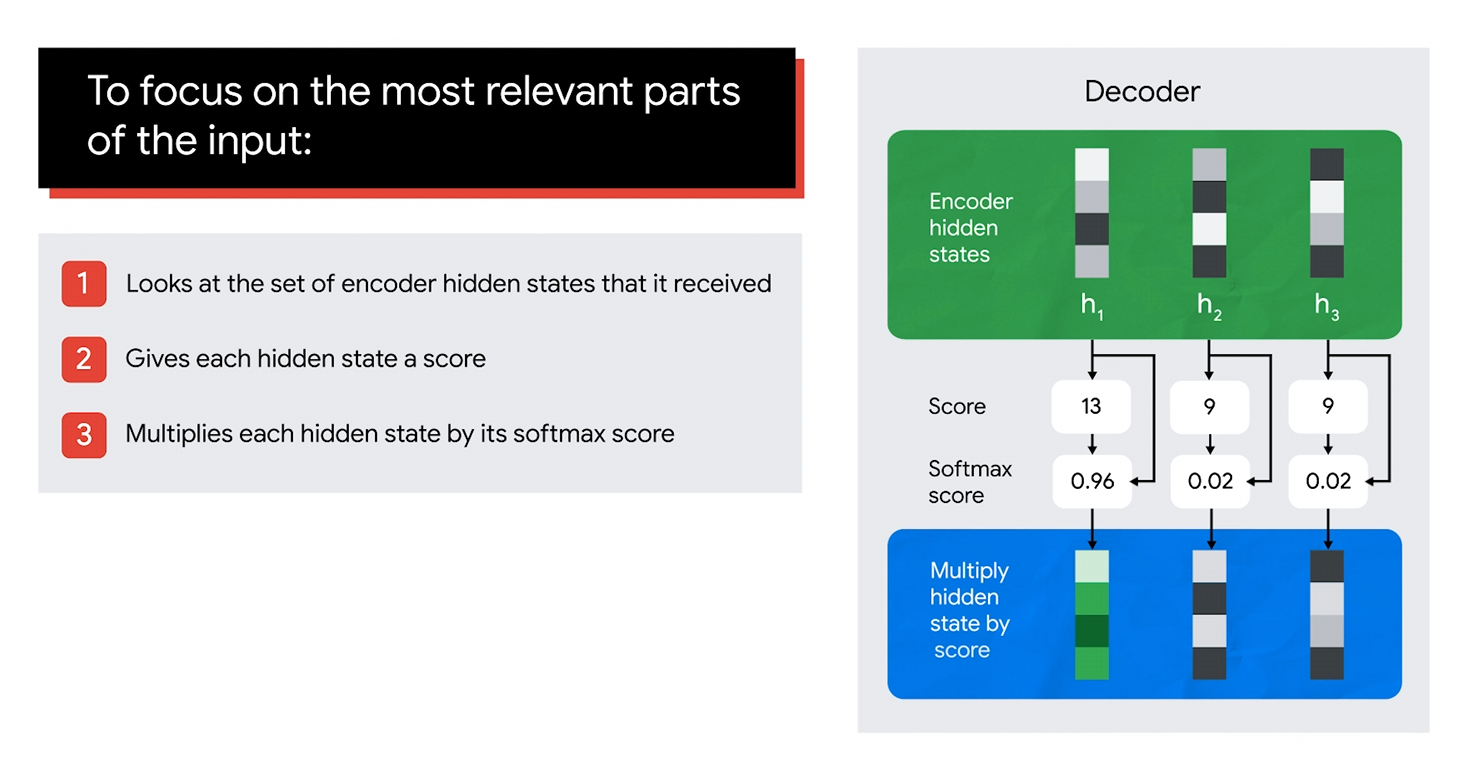 To focus on the most relevant parts
of the input:
1 Looks at the set of encoder hidden states that it received
2 Gives each hidden state a score
3 Multiplies each hidden state by its softmax score
Decoder
Encoder
hidden
states
h₁ h₂ h₃
Score 13 9 9
Softmax
score
0.96 0.02 0.02
Multiply
hidden
state by
score